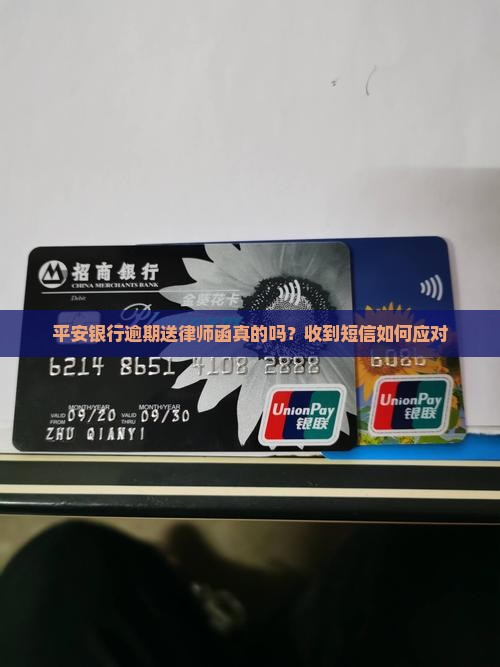 招商银行
CHINA MERCHANTS BANK
Debit
金葵花卡
平安银行逾期送律师函真的吗？收到短信如何应对
6214 8651 2888
MONTH/YEAR MONTH/YEAR
VALID FROM 09/20 VALID THRU 09/30
ZHU QIANYI
UnionPay
银联
UnionPay
银联